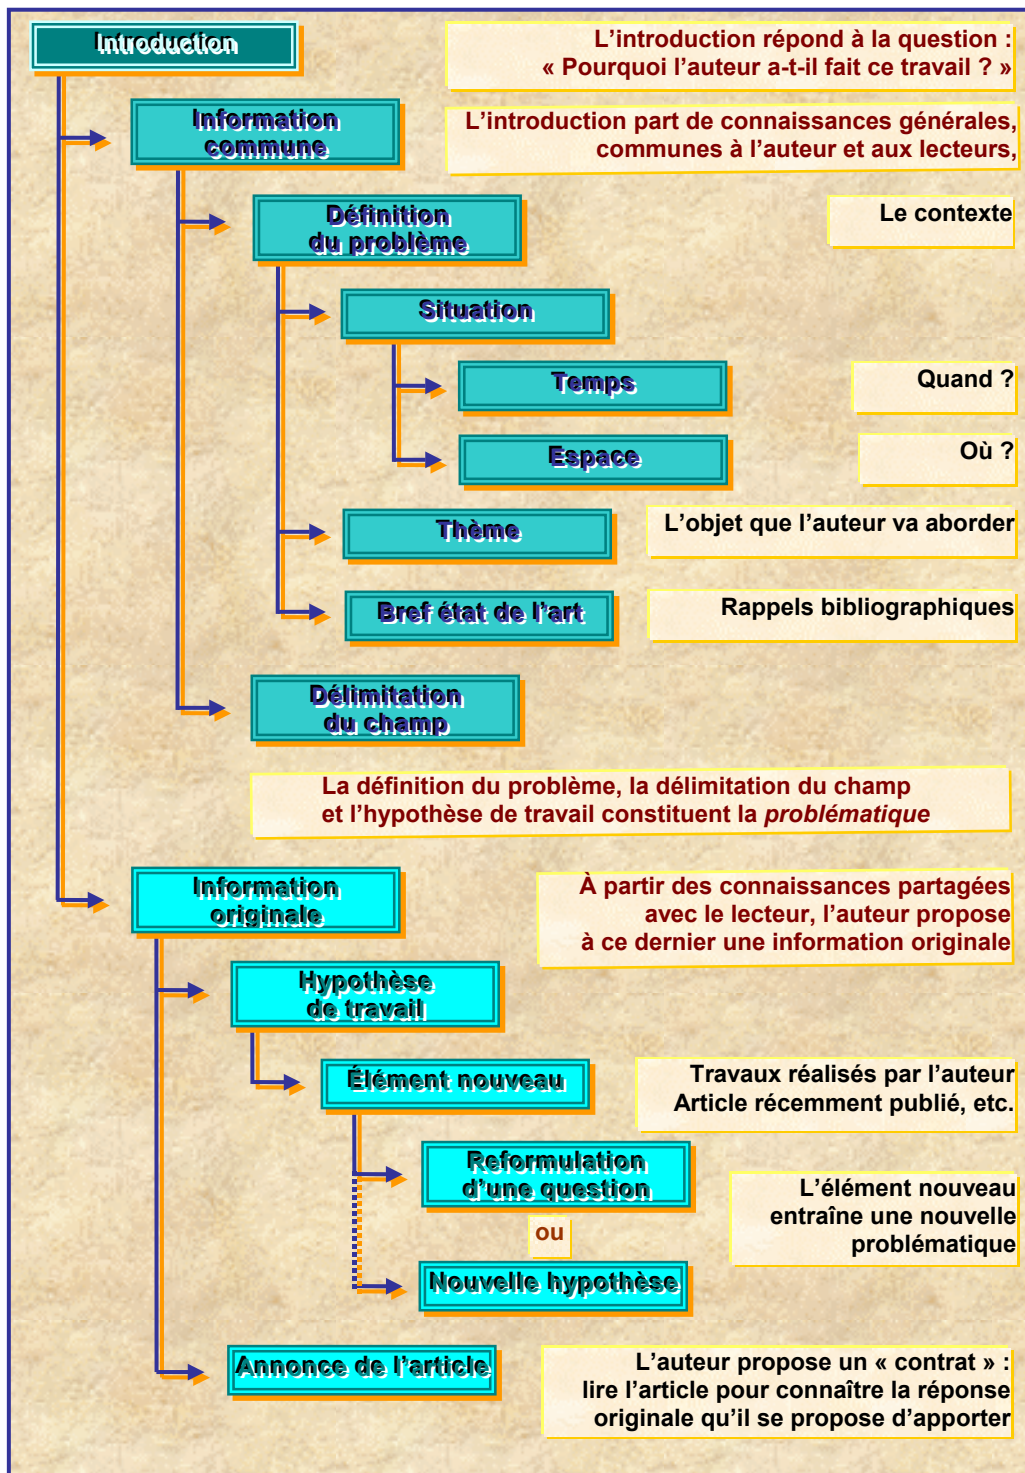 Introduction
L’introduction répond à la question :
« Pourquoi l’auteur a-t-il fait ce travail ? »
Information
commune
L’introduction part de connaissances générales,
communes à l’auteur et aux lecteurs,
Définition
du problème
Le contexte
Situation
Temps
Quand ?
Espace
Où ?
Thème
L’objet que l’auteur va aborder
Bref état de l’art
Rappels bibliographiques
Délimitation
du champ
La définition du problème, la délimitation du champ
et l’hypothèse de travail constituent la problématique
Information
originale
À partir des connaissances partagées
avec le lecteur, l’auteur propose
à ce dernier une information originale
Hypothèse
de travail
Élément nouveau
Travaux réalisés par l’auteur
Article récemment publié, etc.
Reformulation
d’une question
ou
Nouvelle hypothèse
L’élément nouveau
entraîne une nouvelle
problématique
Annonce de l’article
L’auteur propose un « contrat » :
lire l’article pour connaître la réponse
originale qu’il se propose d’apporter